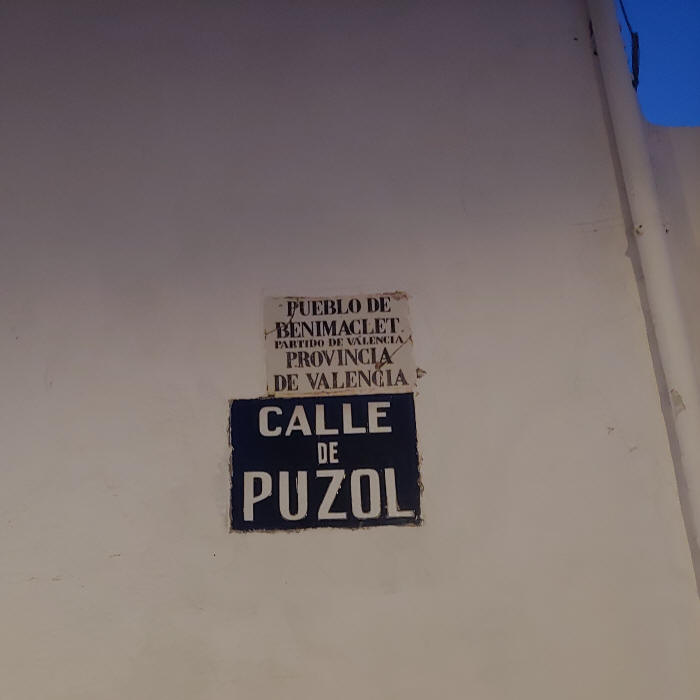 PUEBLO DE
BENIMACLET
PARTIDO DE VALENCIA
PROVINCIA
DE VALENCIA
CALLE
DE
PUZOL